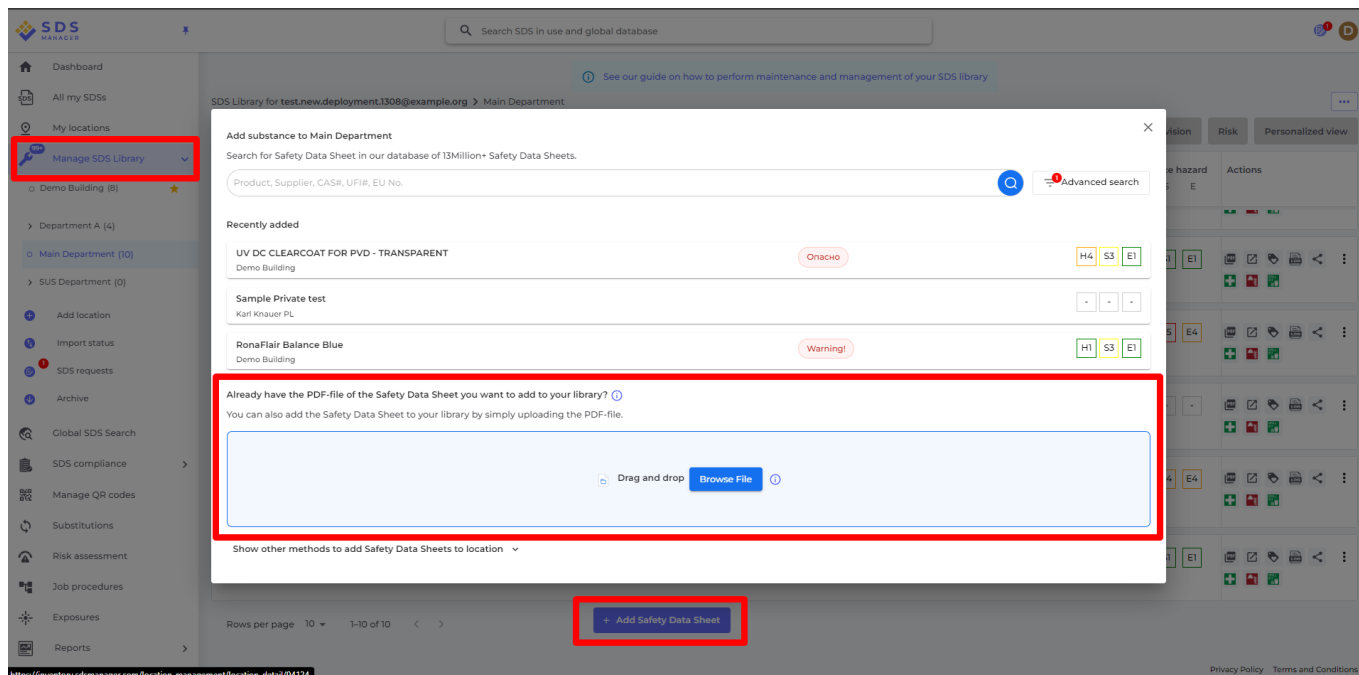 SDS
MANAGER
Search SDS in use and global database
1
D
Dashboard
See our guide on how to perform maintenance and management of your SDS library
SDS
All my SDSs
SDS Library for test.new.deployment.1308@example.org > Main Department
...
My locations
Add substance to Main Department
Risk
Personalized view
99+
Manage SDS Library
Search for Safety Data Sheet in our database of 13Million+ Safety Data Sheets.
Actions
Demo Building (8)
Product, Supplier, CAS#, UFI#, EU No.
1
Advanced search
E
Department A (4)
Recently added
Main Department (10)
UV DC CLEARCOAT FOR PVD - TRANSPARENT
Demo Building
Опасно
H4 S3 E1
E1
SUS Department (0)
Sample Private test
Karl Knauer PL
- - -
Add location
Import status
RonaFlair Balance Blue
Demo Building
Warning!
H1 S3 E1
E4
1
SDS requests
Already have the PDF-file of the Safety Data Sheet you want to add to your library?
Archive
You can also add the Safety Data Sheet to your library by simply uploading the PDF-file.
- -
Global SDS Search
SDS compliance
Drag and drop
Browse File
E4
Manage QR codes
Substitutions
Show other methods to add Safety Data Sheets to location
Risk assessment
E1
Job procedures
Exposures
Rows per page 10 1-10 of 10 < >
+ Add Safety Data Sheet
Reports
Privacy Policy Terms and Conditions